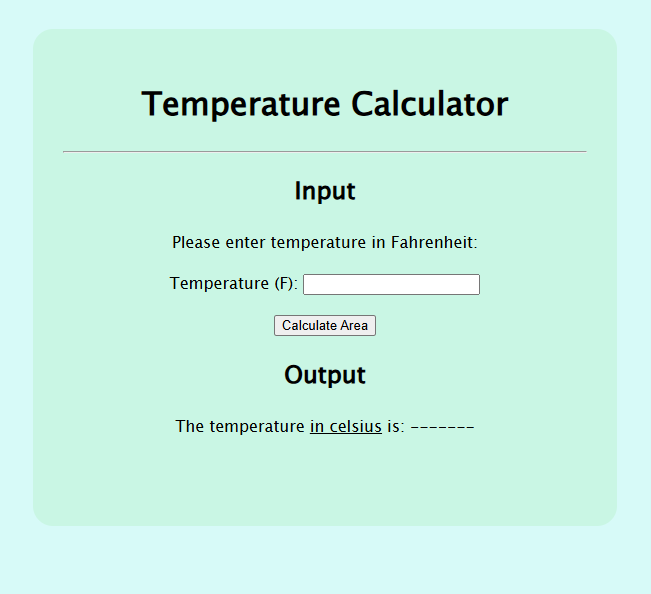 Temperature Calculator
Input
Please enter temperature in Fahrenheit:
Temperature (F):
Calculate Area
Output
The temperature in celsius is: -------